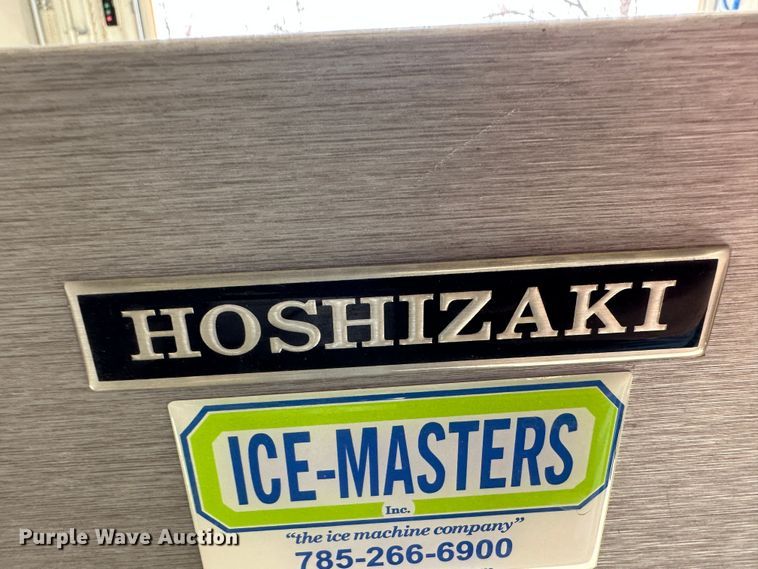 HOSHIZAKI
ICE-MASTERS
Inc.
"the ice machine company"
785-266-6900
Purple Wave Auction